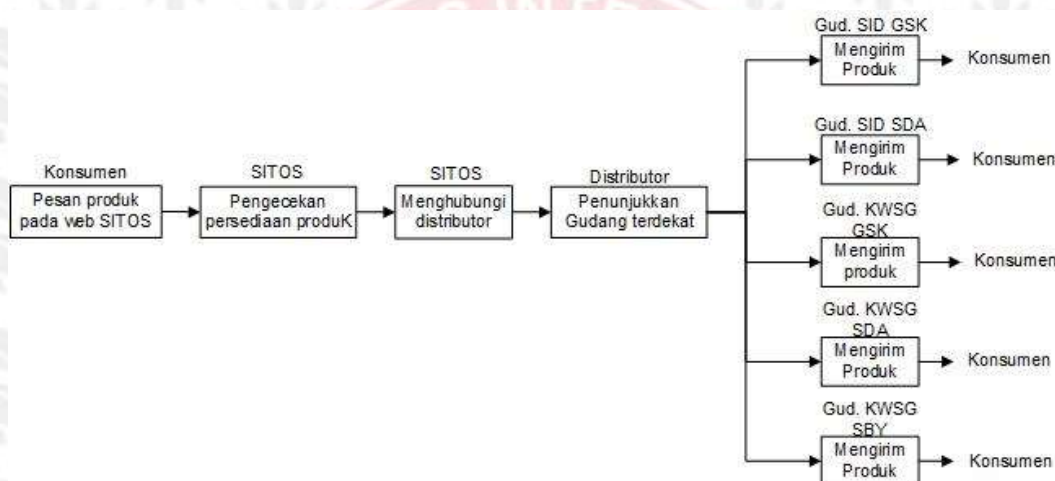 Konsumen
Pesan produk
pada web SITOS
SITOS
Pengecekan
persediaan produK
SITOS
Menghubungi
distributor
Distributor
Penunjukkan
Gudang terdekat
Gud. SID GSK
Mengirim
Produk
Konsumen
Gud. SID SDA
Mengirim
Produk
Konsumen
Gud. KWSG
GSK
Mengirim
produk
Konsumen
Gud. KWSG
SDA
Mengirim
Produk
Konsumen
Gud. KWSG
SBY
Mengirim
Produk
Konsumen